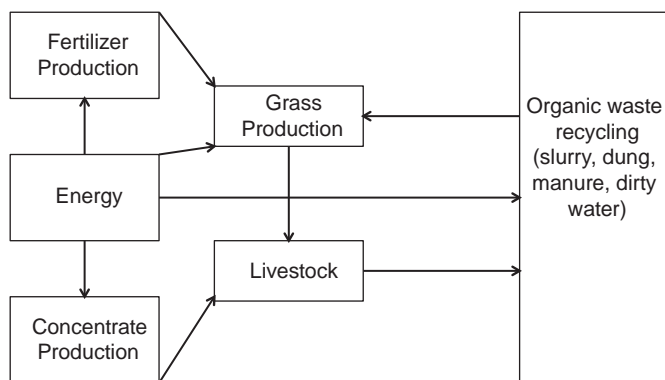 Fertilizer
Production
Grass
Production
Organic waste
recycling
(slurry, dung,
manure, dirty
water)
Energy
Livestock
Concentrate
Production